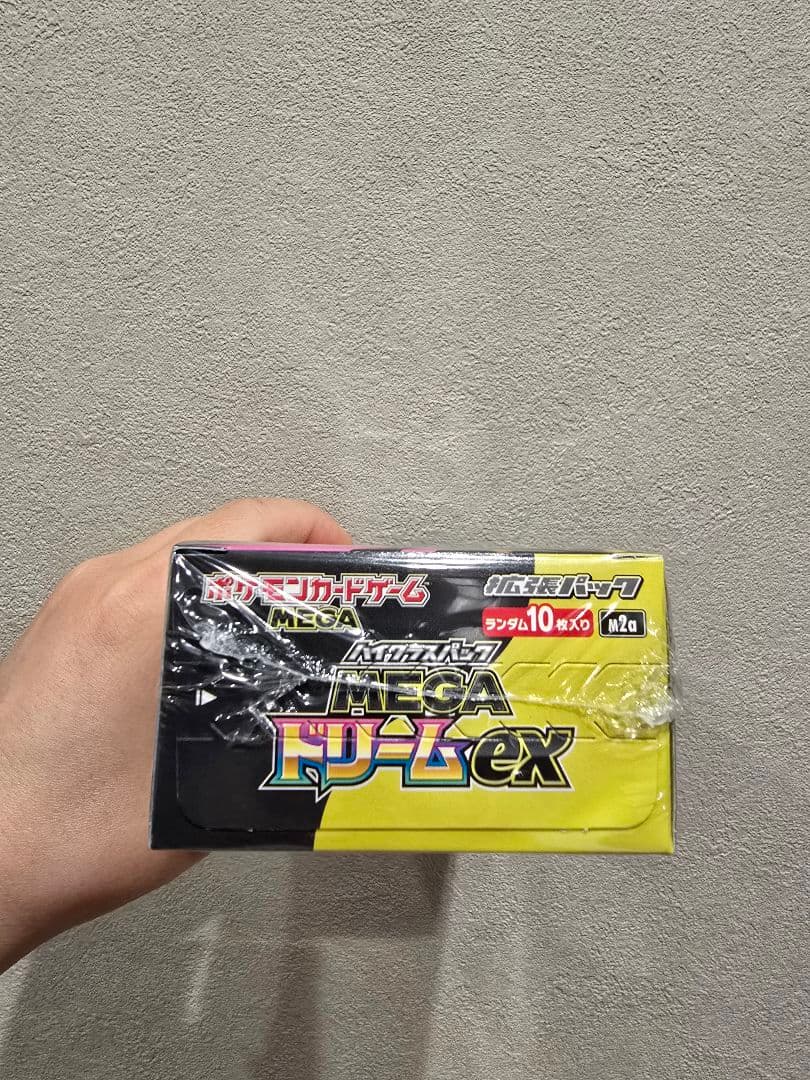 ポケモンカードゲーム
MEGA
拡張パック
ランダム10枚入り
M2a
ハイクラスパック
MEGA
ドリームex